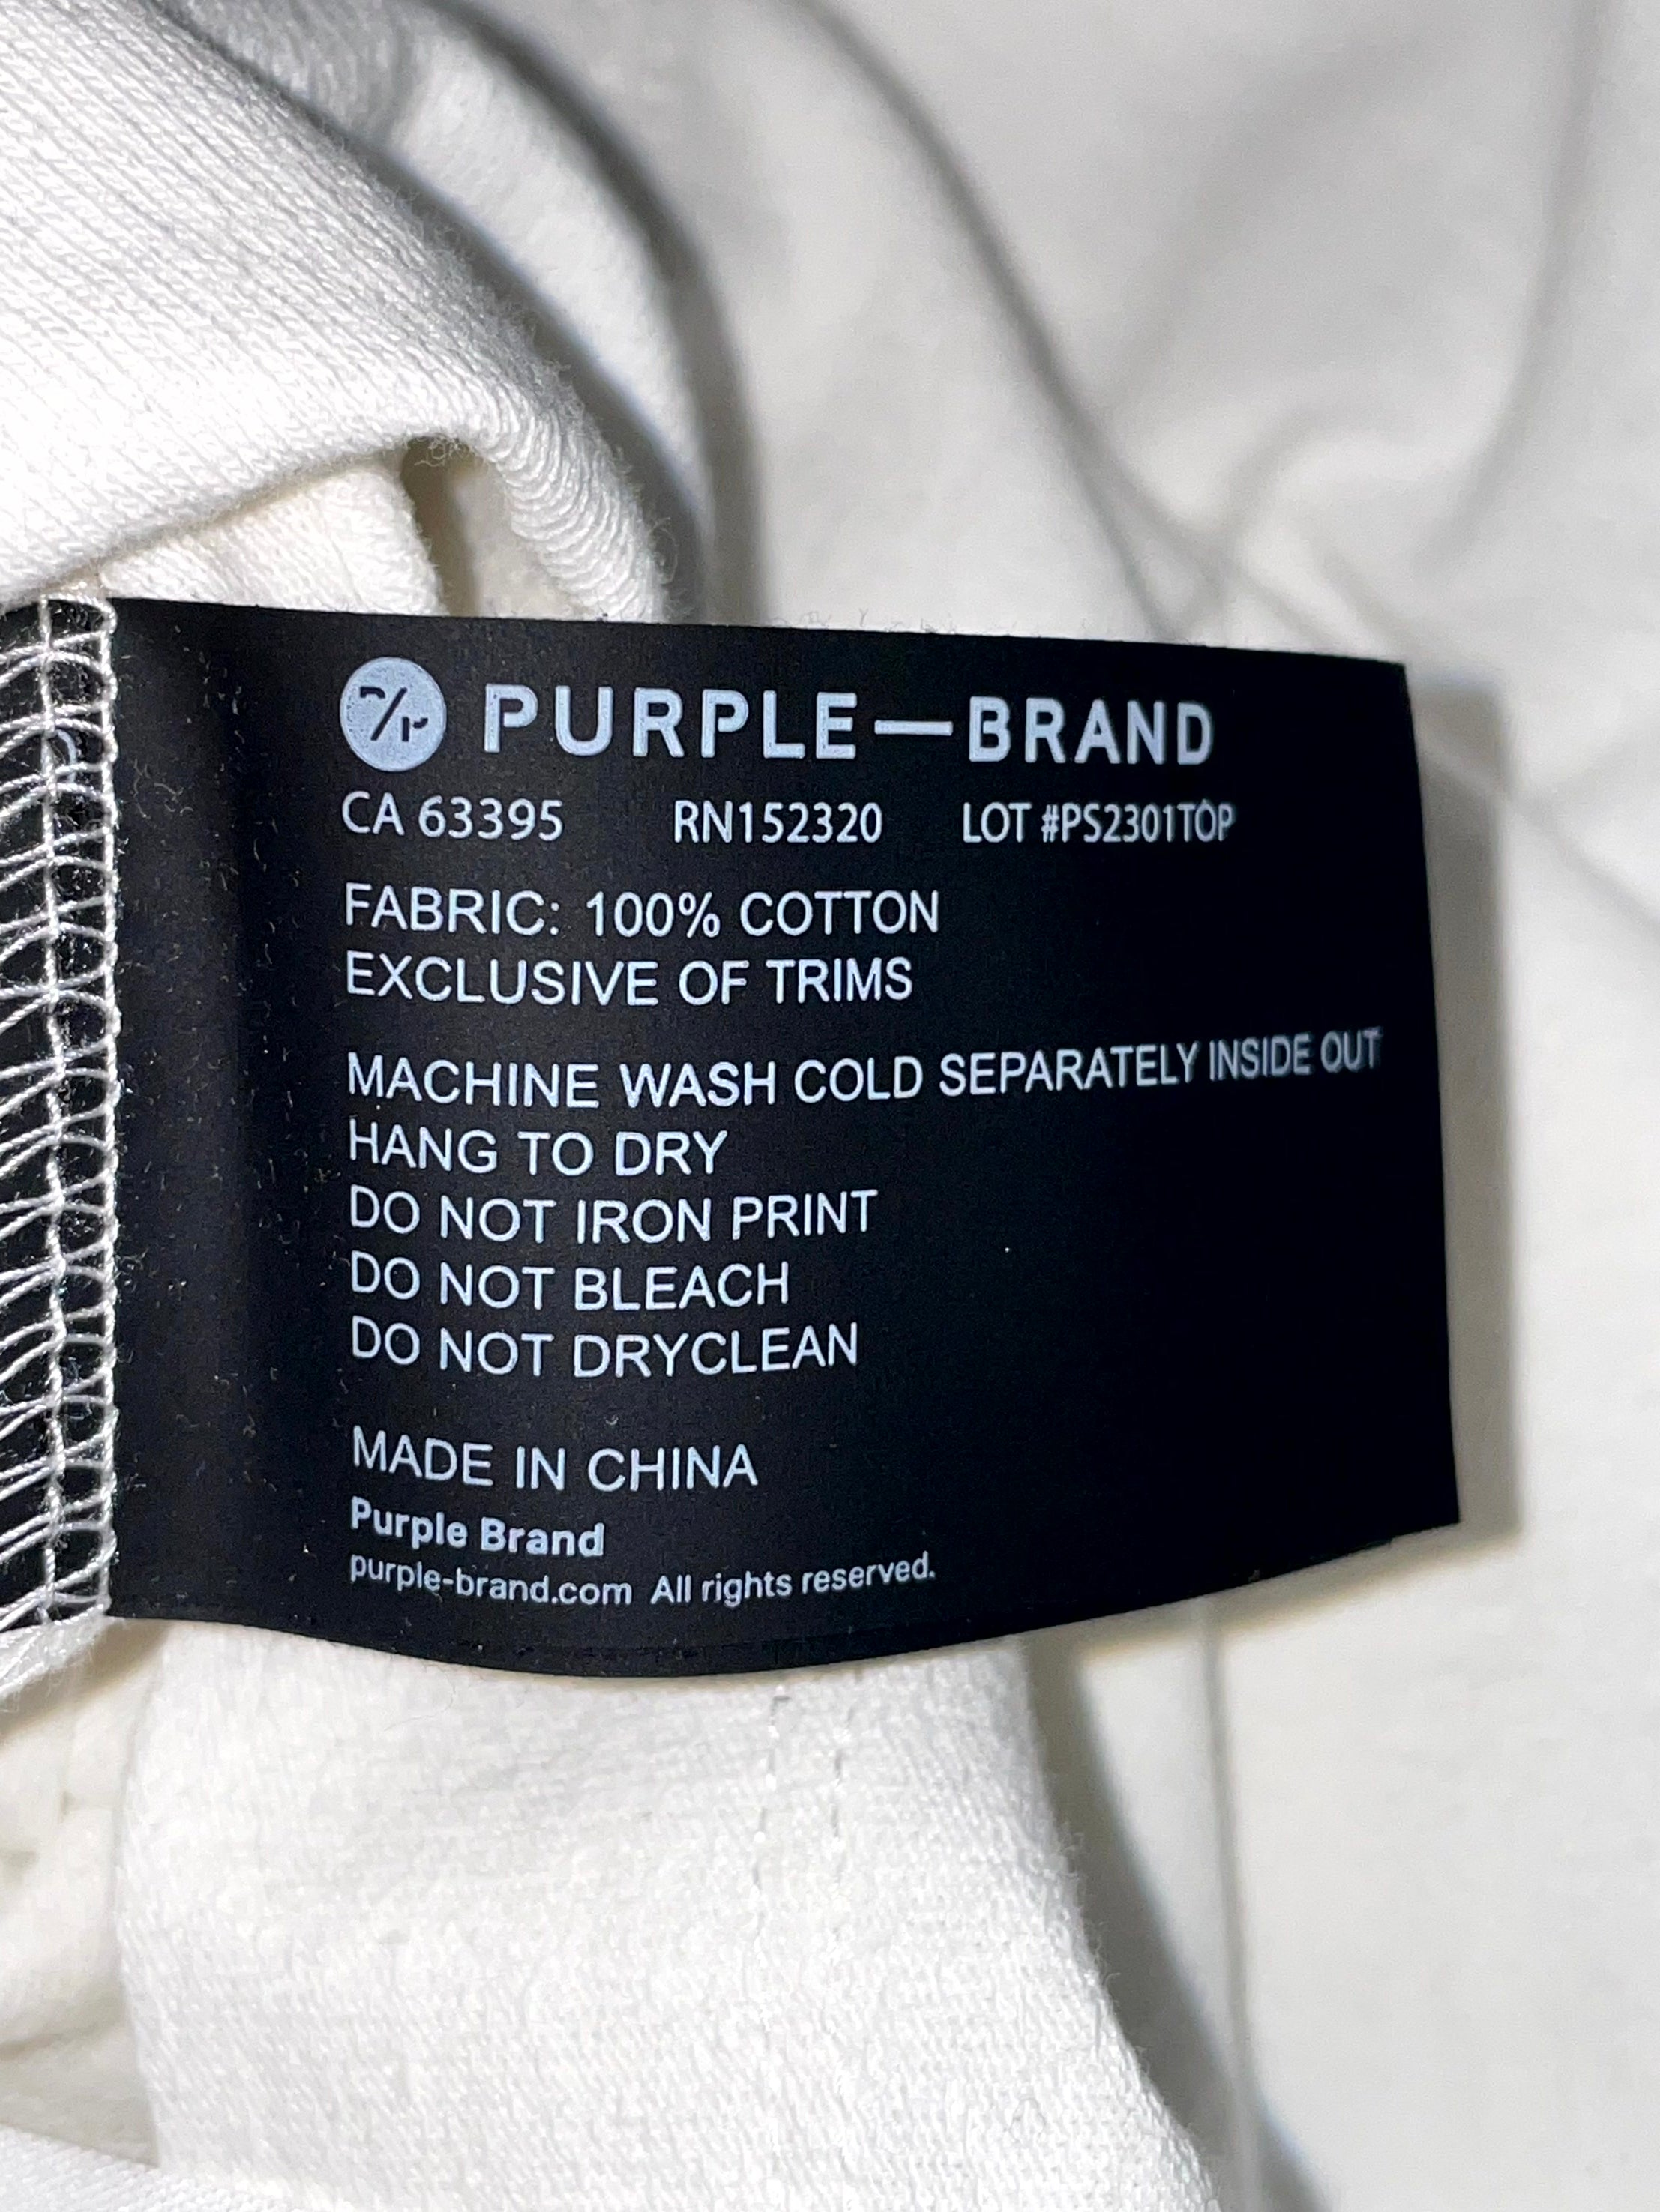 PURPLE—BRAND
CA 63395 RN152320 LOT #PS2301TOP
FABRIC: 100% COTTON
EXCLUSIVE OF TRIMS
MACHINE WASH COLD SEPARATELY INSIDE OUT
HANG TO DRY
DO NOT IRON PRINT
DO NOT BLEACH
DO NOT DRYCLEAN
MADE IN CHINA
Purple Brand
purple-brand.com All rights reserved.